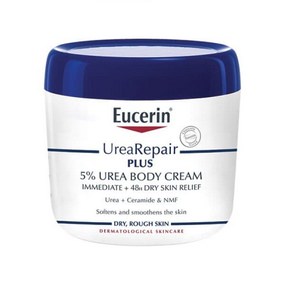 Eucerin®
UreaRepair
PLUS
5% UREA BODY CREAM
IMMEDIATE + 48h DRY SKIN RELIEF
Urea + Ceramide & NMF
Softens and smoothens the skin
DRY, ROUGH SKIN
DERMATOLOGICAL SKINCARE